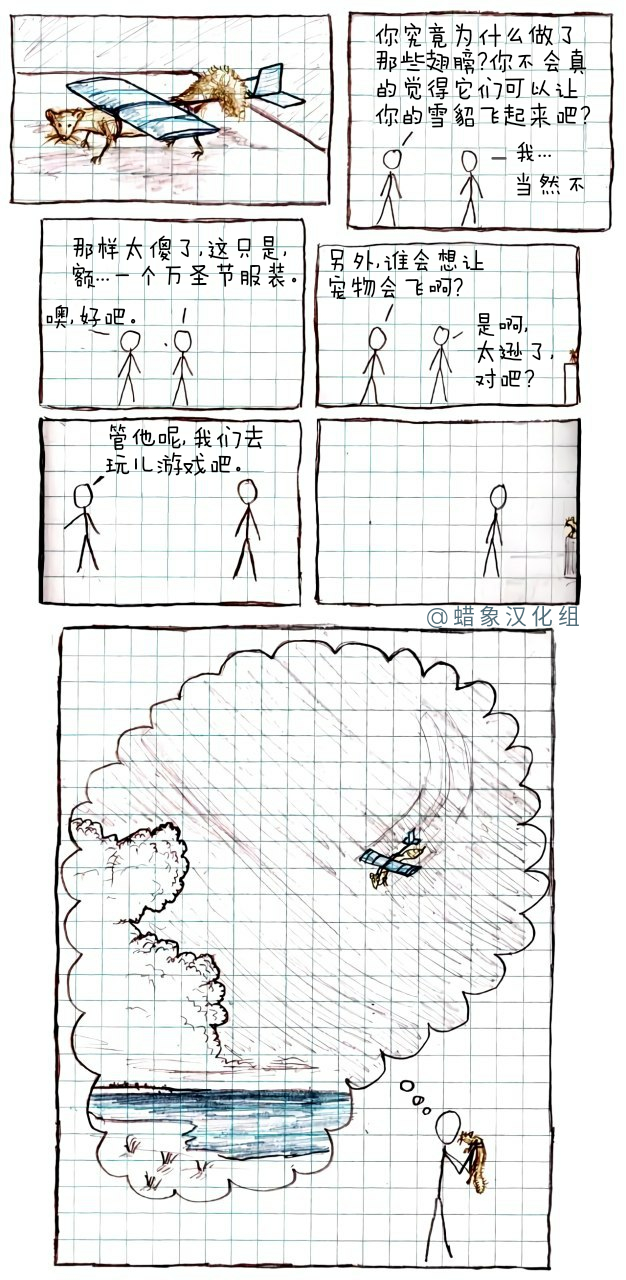 你究竟为什么做了
那些翅膀?你不会真
的觉得它们可以让
你的雪貂飞起来吧?
我…
当然不
那样太傻了,这只是,
额…一个万圣节服装。
噢,好吧。
另外,谁会想让
宠物会飞啊?
是啊,
太逊了,
对吧?
管他呢,我们去
玩儿游戏吧。
@蜡象汉化组